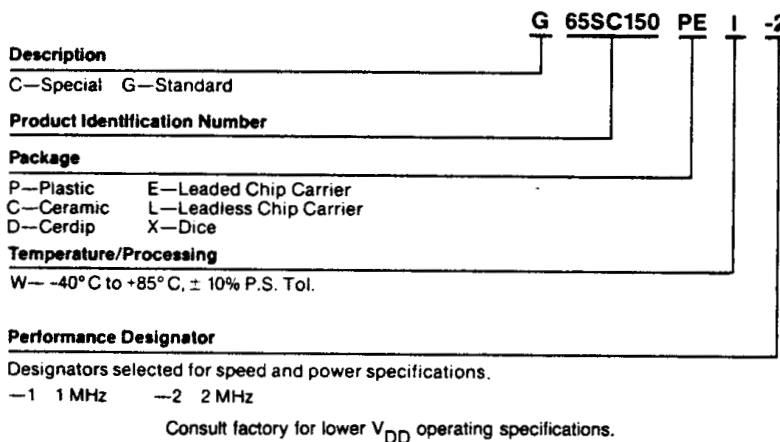 G 65SC150 PE I -2
Description
C—Special G—Standard
Product Identification Number
Package
P—Plastic E—Leaded Chip Carrier
C—Ceramic L—Leadless Chip Carrier
D—Cerdip X—Dice
Temperature/Processing
W— -40°C to +85°C, ± 10% P.S. Tol.
Performance Designator
Designators selected for speed and power specifications.
—1 1 MHz —2 2 MHz
Consult factory for lower VDD operating specifications.